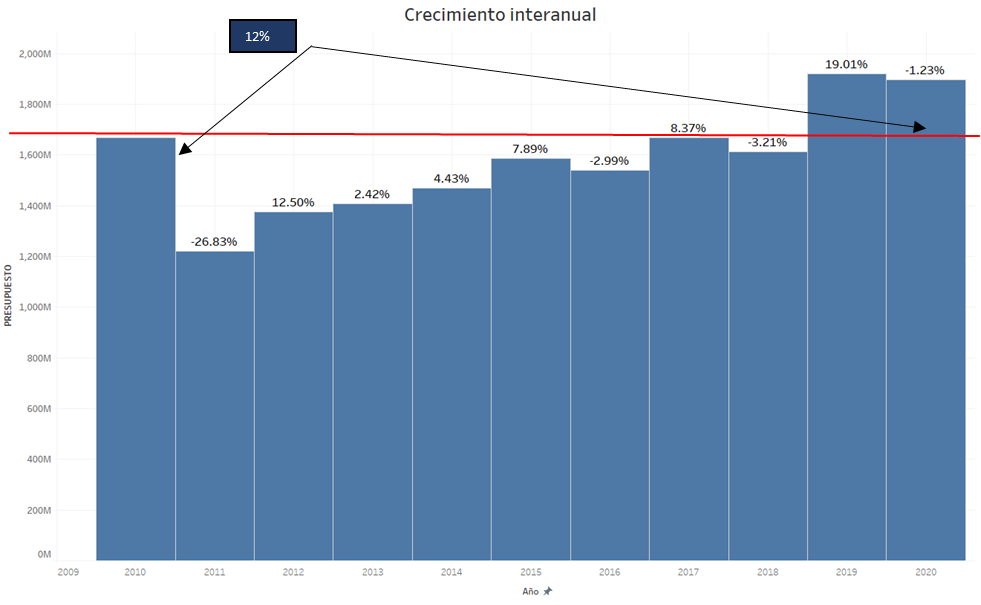 Crecimiento interanual
12%
2,000M
1,800M
1,600M
1,400M
1,200M
1,000M
800M
600M
400M
200M
0M
PRESUPUESTO
-26.83%
12.50%
2.42%
4.43%
7.89%
-2.99%
8.37%
-3.21%
19.01%
-1.23%
2009 2010 2011 2012 2013 2014 2015 2016 2017 2018 2019 2020
Año